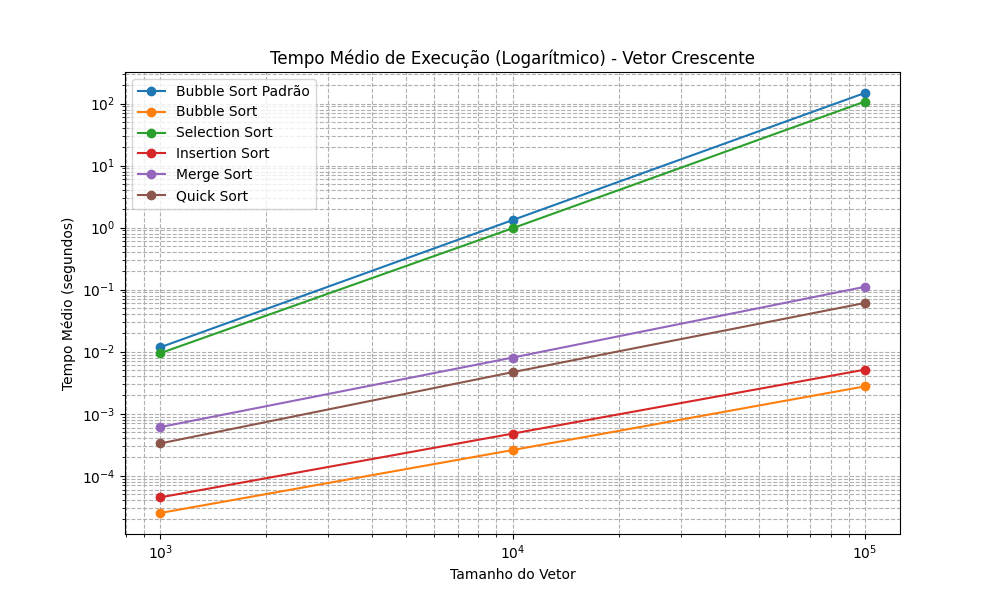 Tempo Médio de Execução (Logarítmico) - Vetor Crescente
Bubble Sort Padrão
Bubble Sort
Selection Sort
Insertion Sort
Merge Sort
Quick Sort
10²
10¹
10⁰
10⁻¹
10⁻²
10⁻³
10⁻⁴
Tempo Médio (segundos)
10³ 10⁴ 10⁵
Tamanho do Vetor